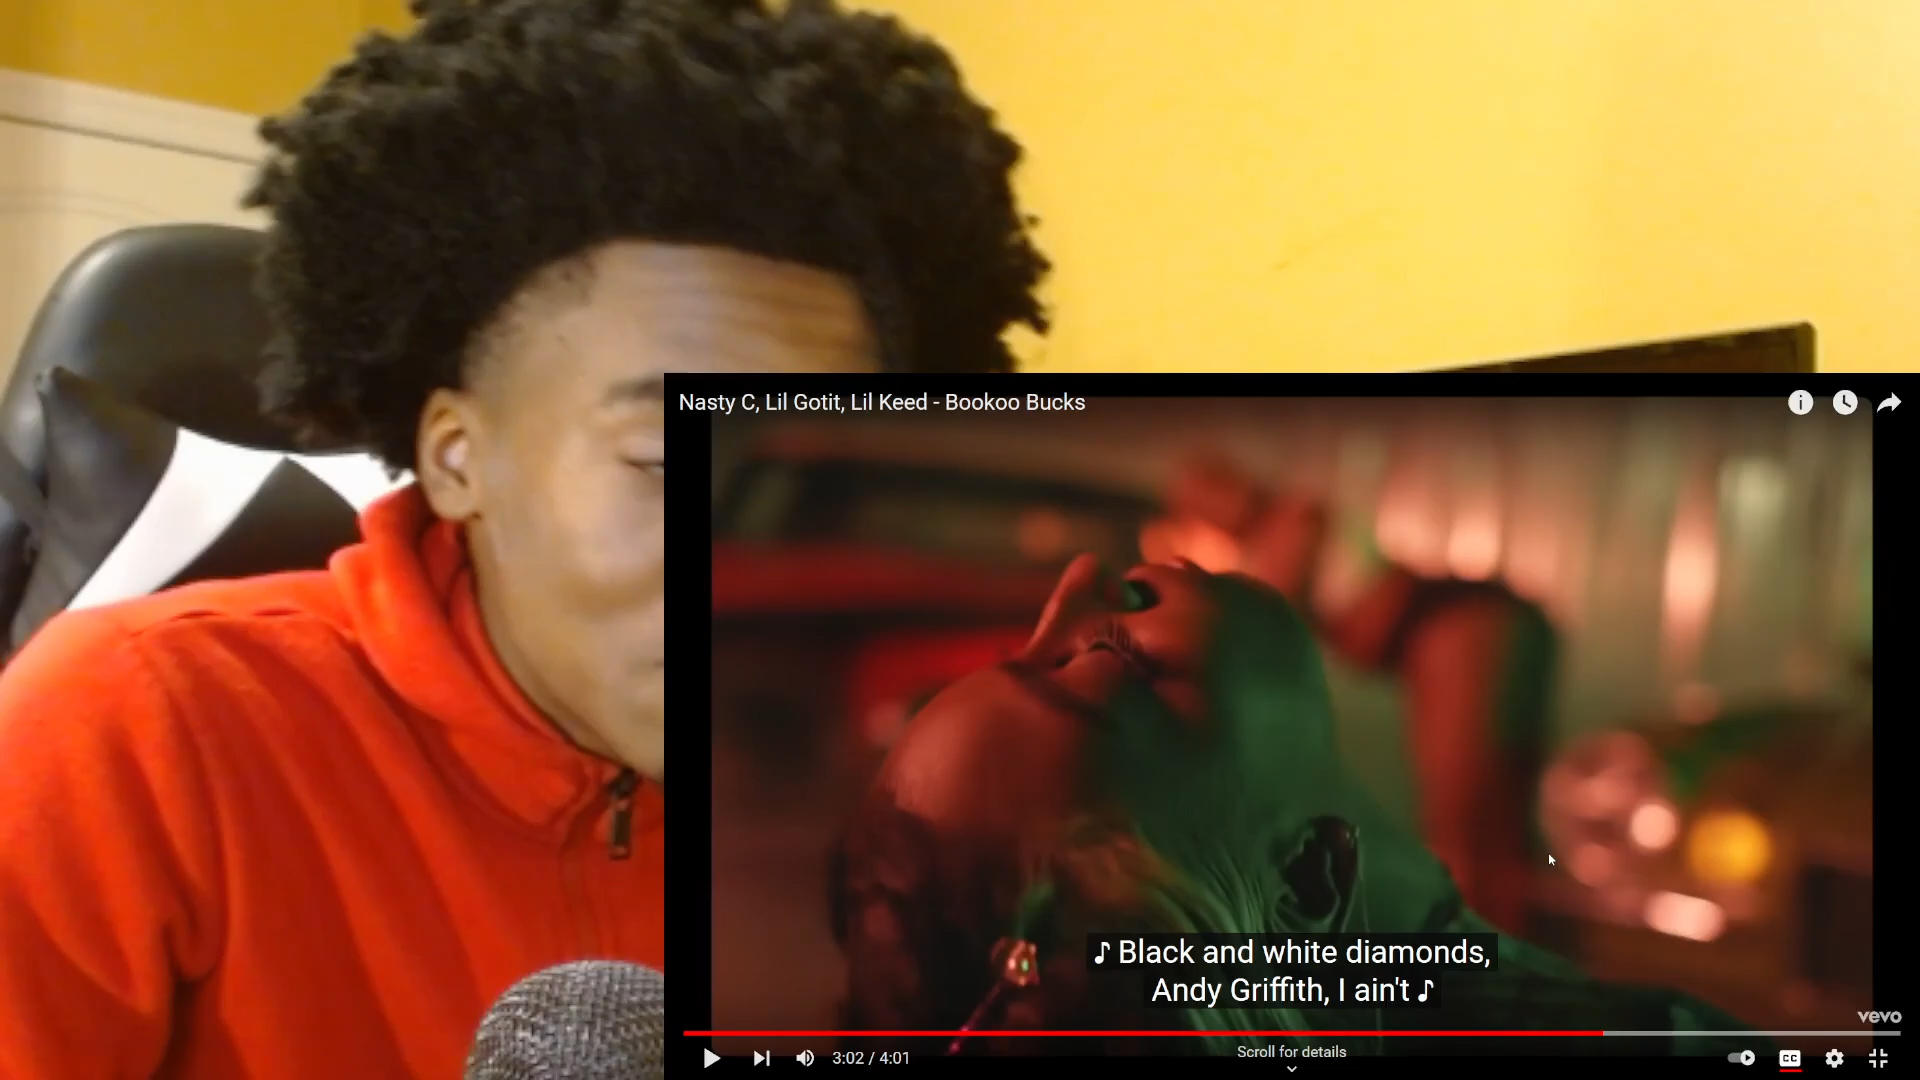 Nasty C, Lil Gotit, Lil Keed - Bookoo Bucks
♪ Black and white diamonds,
Andy Griffith, I ain't ♪
vevo
3:02 / 4:01
Scroll for details
CC